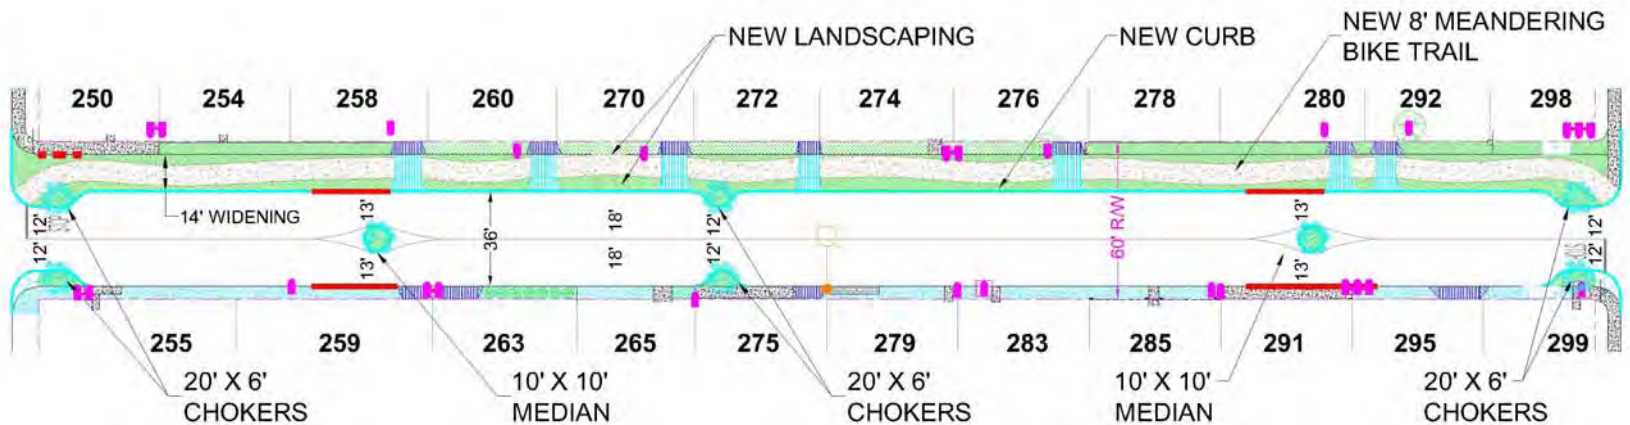 NEW LANDSCAPING
NEW CURB
NEW 8' MEANDERING
BIKE TRAIL
250
254
258
260
270
272
274
276
278
280
292
298
14' WIDENING
12'
12'
13'
13'
36'
18'
18'
12'
12'
60' R/W
13'
13'
12'
12'
255
259
263
265
275
279
283
285
291
295
299
20' X 6'
CHOKERS
10' X 10'
MEDIAN
20' X 6'
CHOKERS
10' X 10'
MEDIAN
20' X 6'
CHOKERS